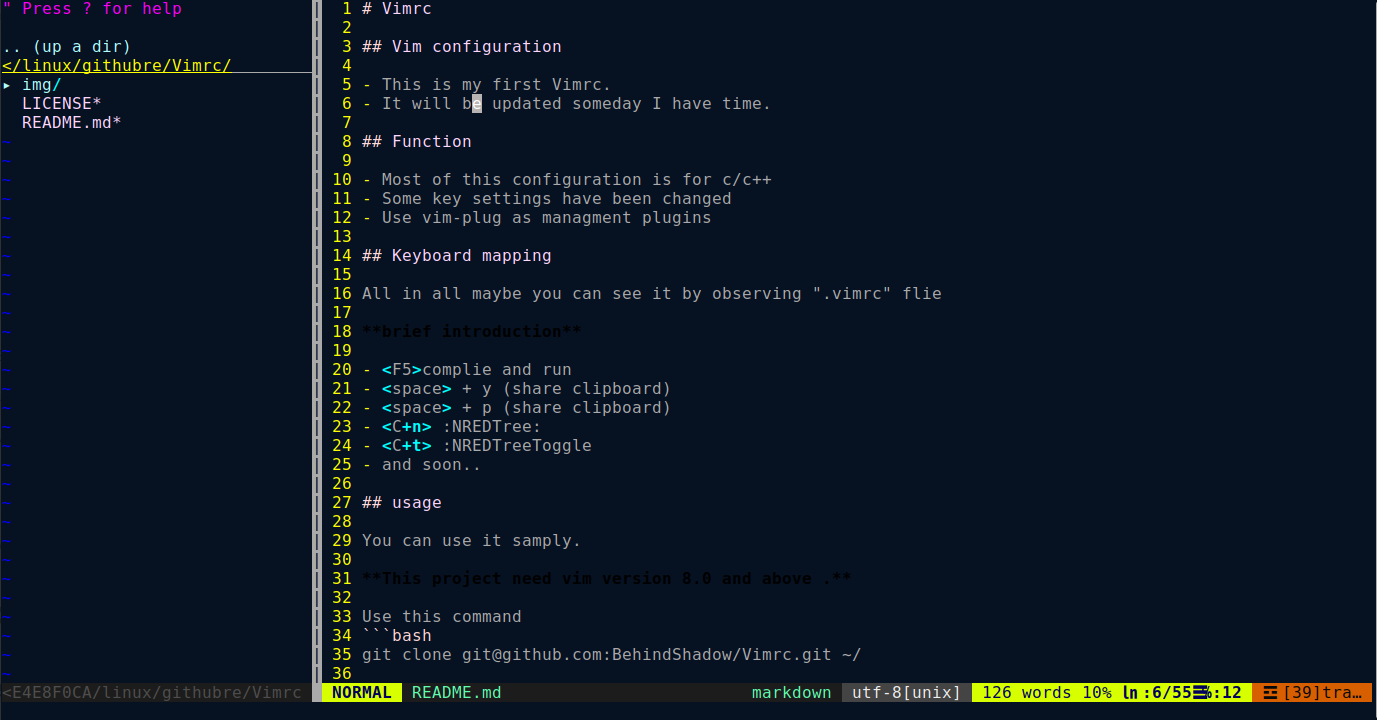 " Press ? for help
.. (up a dir)
</linux/githubre/Vimrc/
▸ img/
LICENSE*
README.md*
<E4E8F0CA/linux/githubre/Vimrc
1 # Vimrc
2
3 ## Vim configuration
4
5 - This is my first Vimrc.
6 - It will be updated someday I have time.
7
8 ## Function
9
10 - Most of this configuration is for c/c++
11 - Some key settings have been changed
12 - Use vim-plug as managment plugins
13
14 ## Keyboard mapping
15
16 All in all maybe you can see it by observing ".vimrc" flie
17
18 **brief introduction**
19
20 - <F5>complie and run
21 - <space> + y (share clipboard)
22 - <space> + p (share clipboard)
23 - <C+n> :NREDTree:
24 - <C+t> :NREDTreeToggle
25 - and soon..
26
27 ## usage
28
29 You can use it samply.
30
31 **This project need vim version 8.0 and above .**
32
33 Use this command
34 ```bash
35 git clone git@github.com:BehindShadow/Vimrc.git ~/
36
NORMAL README.md markdown utf-8[unix] 126 words 10% ln :6/55☰%:12 ☲ [39]tra…